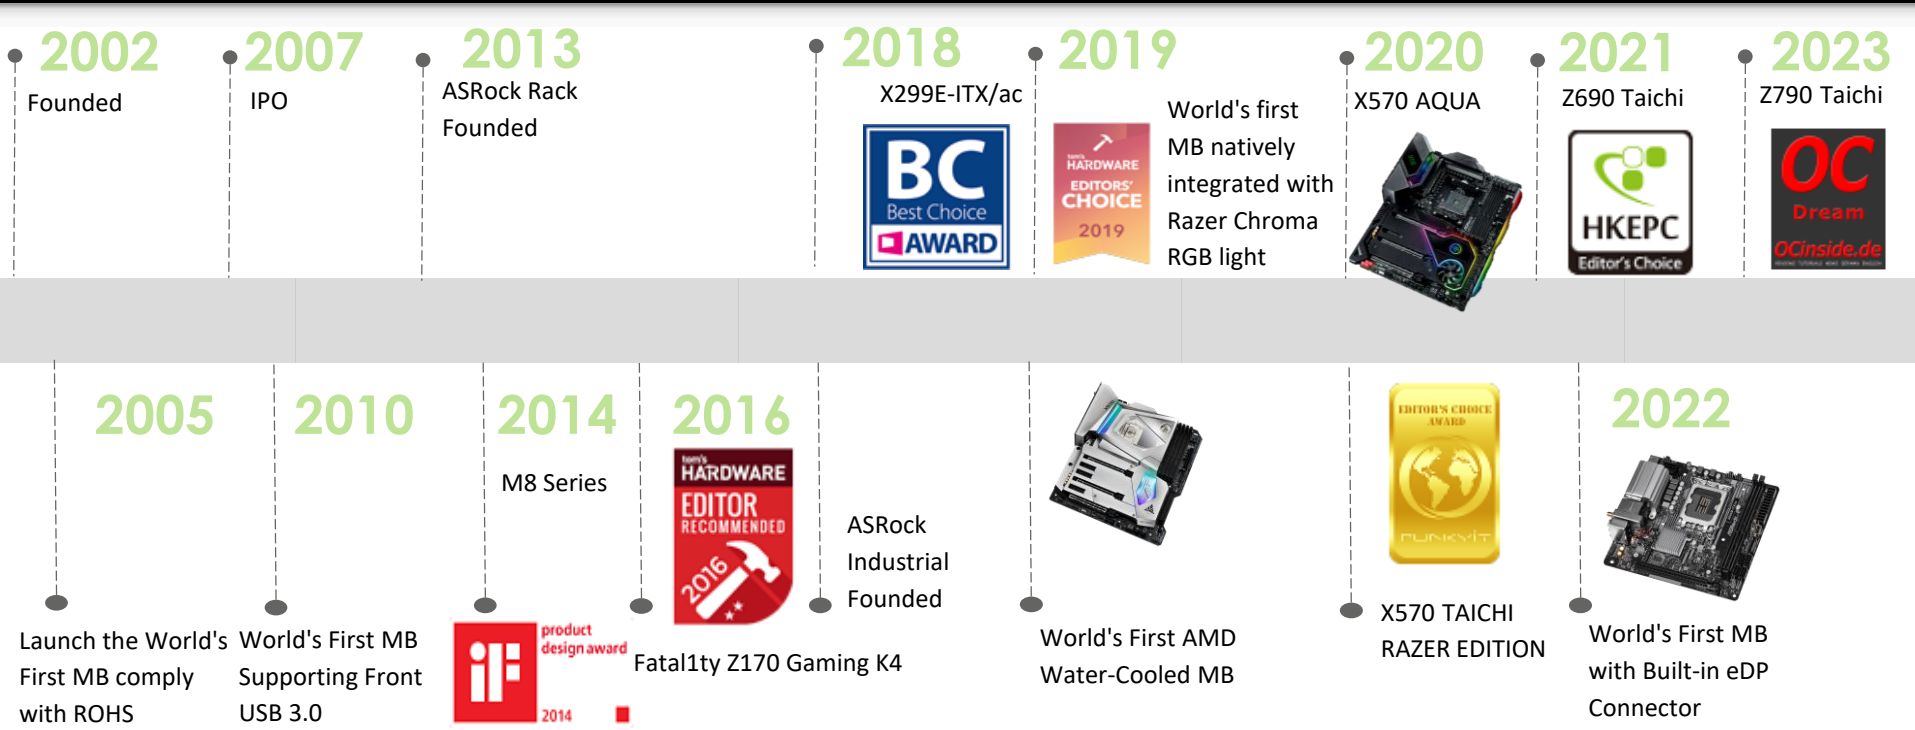 2002
Founded
2007
IPO
2013
ASRock Rack
Founded
2018
X299E-ITX/ac
BC
Best Choice
AWARD
2019
tom's
HARDWARE
EDITORS'
CHOICE
2019
World's first
MB natively
integrated with
Razer Chroma
RGB light
2020
X570 AQUA
2021
Z690 Taichi
HKEPC
Editor's Choice
2023
Z790 Taichi
OC
Dream
OCinside.de
2005
Launch the World's
First MB comply
with ROHS
2010
World's First MB
Supporting Front
USB 3.0
2014
M8 Series
iF
product
design award
2014
2016
tom's
HARDWARE
EDITOR
RECOMMENDED
2016
Fatal1ty Z170 Gaming K4
ASRock
Industrial
Founded
World's First AMD
Water-Cooled MB
EDITOR'S CHOICE
AWARD
FUNKYKIT
X570 TAICHI
RAZER EDITION
2022
World's First MB
with Built-in eDP
Connector